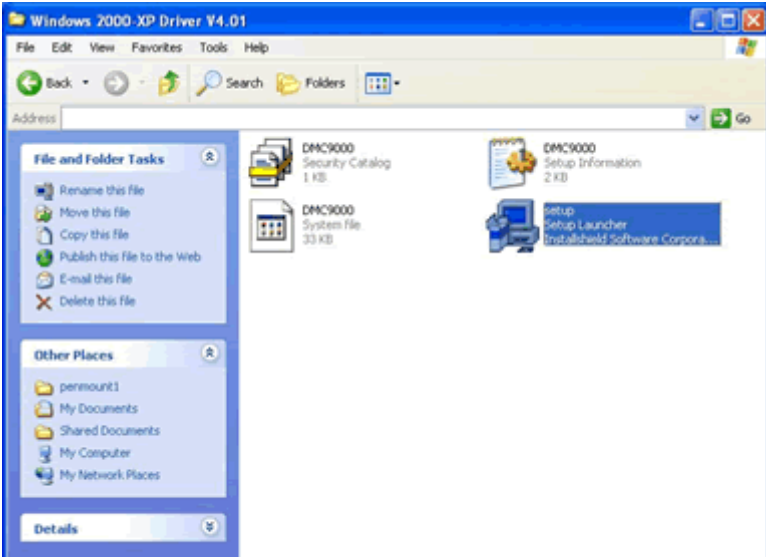 Windows 2000-XP Driver V4.01
File Edit View Favorites Tools Help
Back Search Folders
Address Go
File and Folder Tasks
Rename this file
Move this file
Copy this file
Publish this file to the Web
E-mail this file
Delete this file
Other Places
penmount1
My Documents
Shared Documents
My Computer
My Network Places
Details
DMC9000
Security Catalog
1 KB
DMC9000
Setup Information
2 KB
DMC9000
System file
33 KB
setup
Setup Launcher
InstallShield Software Corpora...